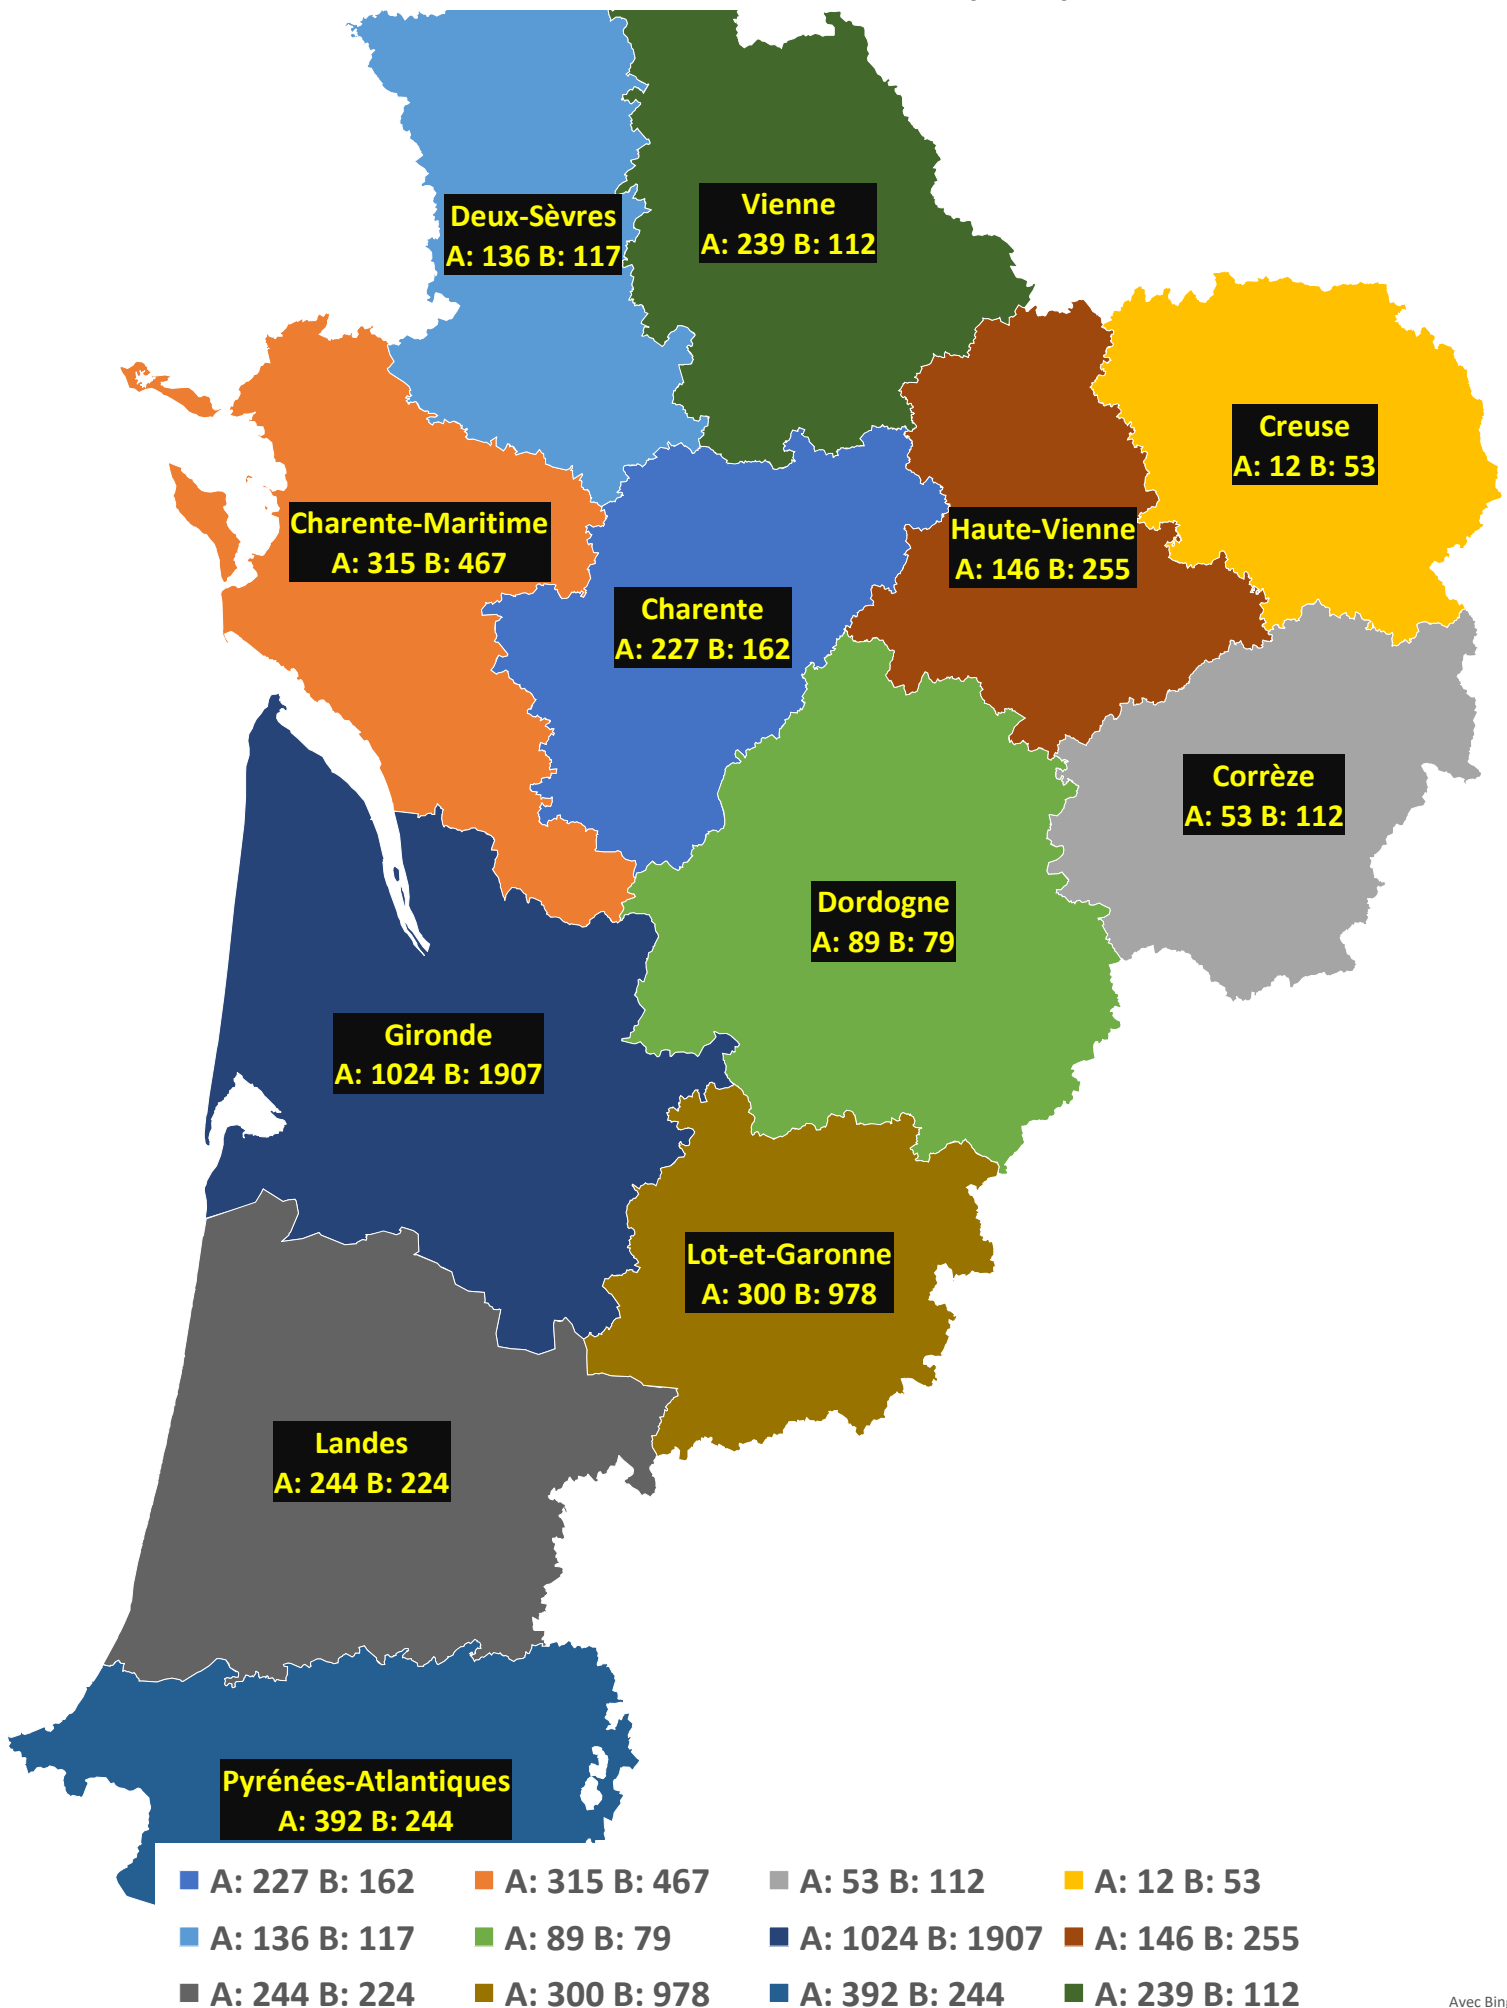 Deux-Sèvres
A: 136 B: 117
Vienne
A: 239 B: 112
Creuse
A: 12 B: 53
Charente-Maritime
A: 315 B: 467
Haute-Vienne
A: 146 B: 255
Charente
A: 227 B: 162
Corrèze
A: 53 B: 112
Dordogne
A: 89 B: 79
Gironde
A: 1024 B: 1907
Lot-et-Garonne
A: 300 B: 978
Landes
A: 244 B: 224
Pyrénées-Atlantiques
A: 392 B: 244
A: 227 B: 162
A: 315 B: 467
A: 53 B: 112
A: 12 B: 53
A: 136 B: 117
A: 89 B: 79
A: 1024 B: 1907
A: 146 B: 255
A: 244 B: 224
A: 300 B: 978
A: 392 B: 244
A: 239 B: 112
Avec Bin